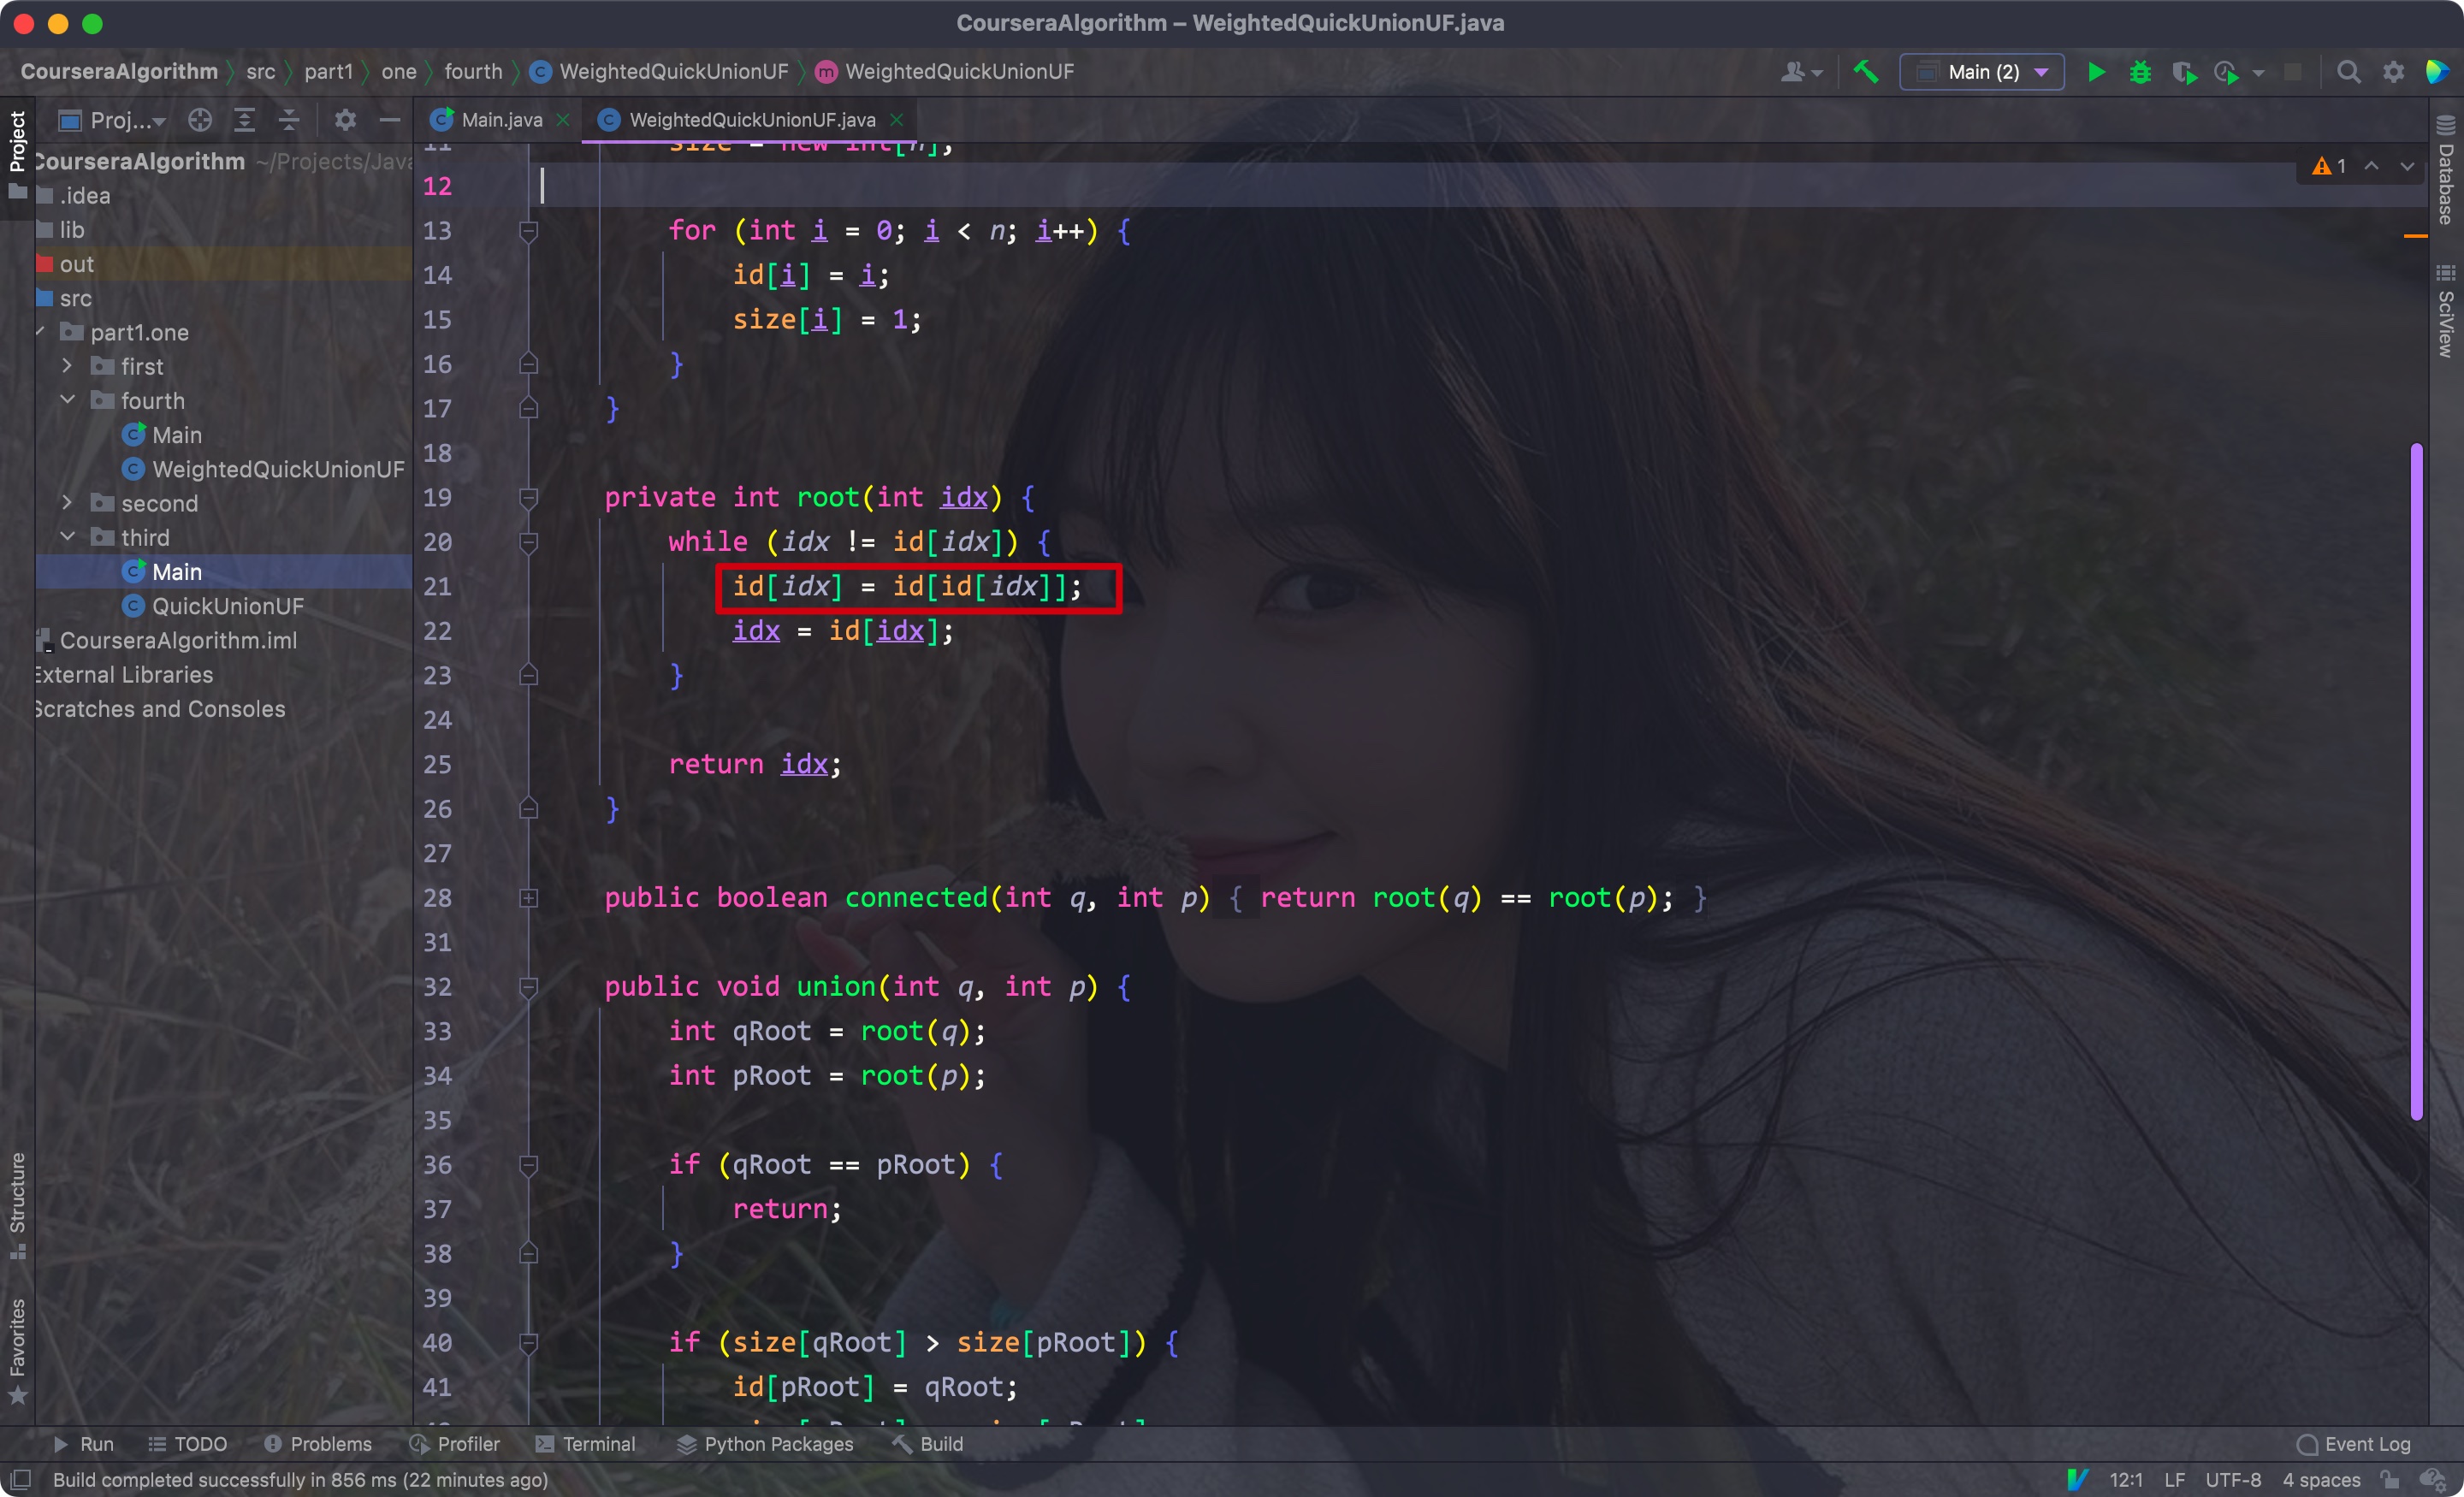 CourseraAlgorithm – WeightedQuickUnionUF.java
CourseraAlgorithm src part1 one fourth WeightedQuickUnionUF WeightedQuickUnionUF Main (2)
Project
Proj...
Main.java WeightedQuickUnionUF.java
CourseraAlgorithm ~/Projects/Java
.idea
lib
out
src
part1.one
first
fourth
Main
WeightedQuickUnionUF
second
third
Main
QuickUnionUF
CourseraAlgorithm.iml
External Libraries
Scratches and Consoles
Structure
Favorites
11 size = new int[n];
12
13 for (int i = 0; i < n; i++) {
14 id[i] = i;
15 size[i] = 1;
16 }
17 }
18
19 private int root(int idx) {
20 while (idx != id[idx]) {
21 id[idx] = id[id[idx]];
22 idx = id[idx];
23 }
24
25 return idx;
26 }
27
28 public boolean connected(int q, int p) { return root(q) == root(p); }
31
32 public void union(int q, int p) {
33 int qRoot = root(q);
34 int pRoot = root(p);
35
36 if (qRoot == pRoot) {
37 return;
38 }
39
40 if (size[qRoot] > size[pRoot]) {
41 id[pRoot] = qRoot;
1
Database
SciView
Run TODO Problems Profiler Terminal Python Packages Build Event Log
Build completed successfully in 856 ms (22 minutes ago) 12:1 LF UTF-8 4 spaces